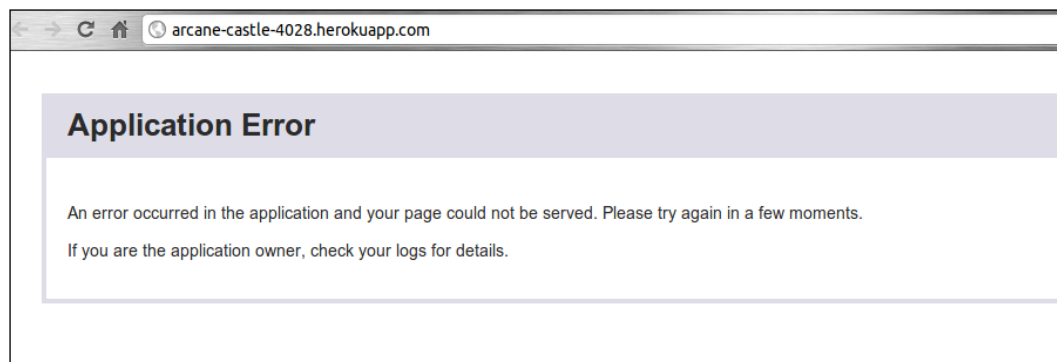 arcane-castle-4028.herokuapp.com
Application Error
An error occurred in the application and your page could not be served. Please try again in a few moments.
If you are the application owner, check your logs for details.